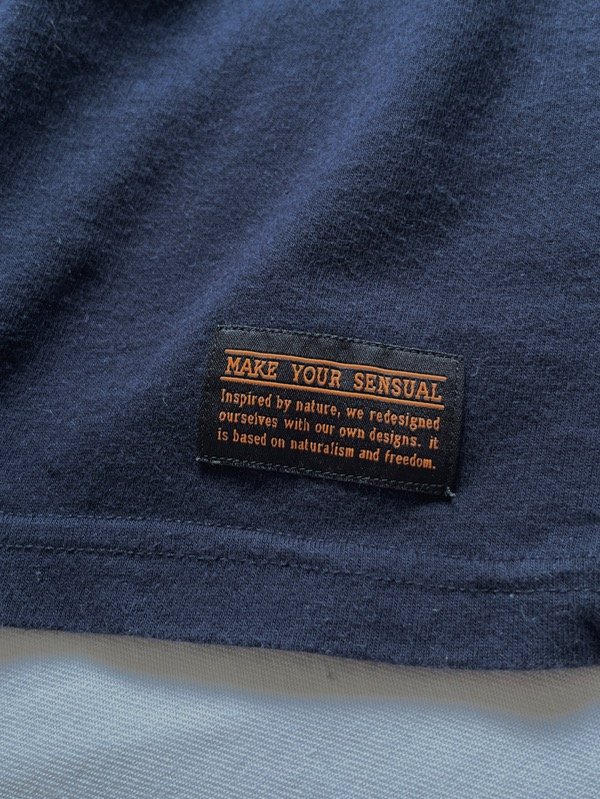 MAKE YOUR SENSUAL
Inspired by nature, we redesigned
ourselves with our own designs. it
is based on naturalism and freedom.